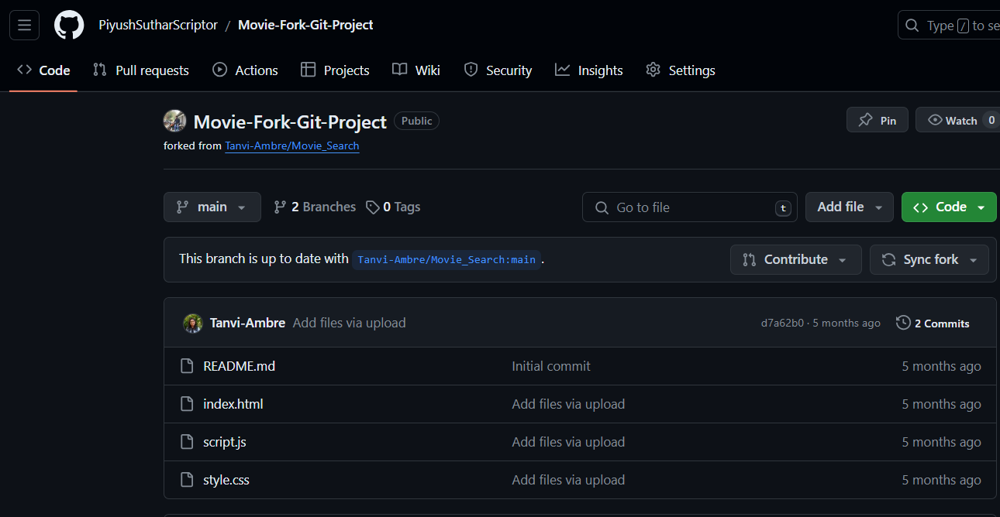 PiyushSutharScriptor / Movie-Fork-Git-Project
Type / to se
Code Pull requests Actions Projects Wiki Security Insights Settings
Movie-Fork-Git-Project Public
Pin Watch 0
forked from Tanvi-Ambre/Movie_Search
main 2 Branches 0 Tags Go to file t Add file Code
This branch is up to date with Tanvi-Ambre/Movie_Search:main. Contribute Sync fork
Tanvi-Ambre Add files via upload d7a62b0 · 5 months ago 2 Commits
README.md Initial commit 5 months ago
index.html Add files via upload 5 months ago
script.js Add files via upload 5 months ago
style.css Add files via upload 5 months ago